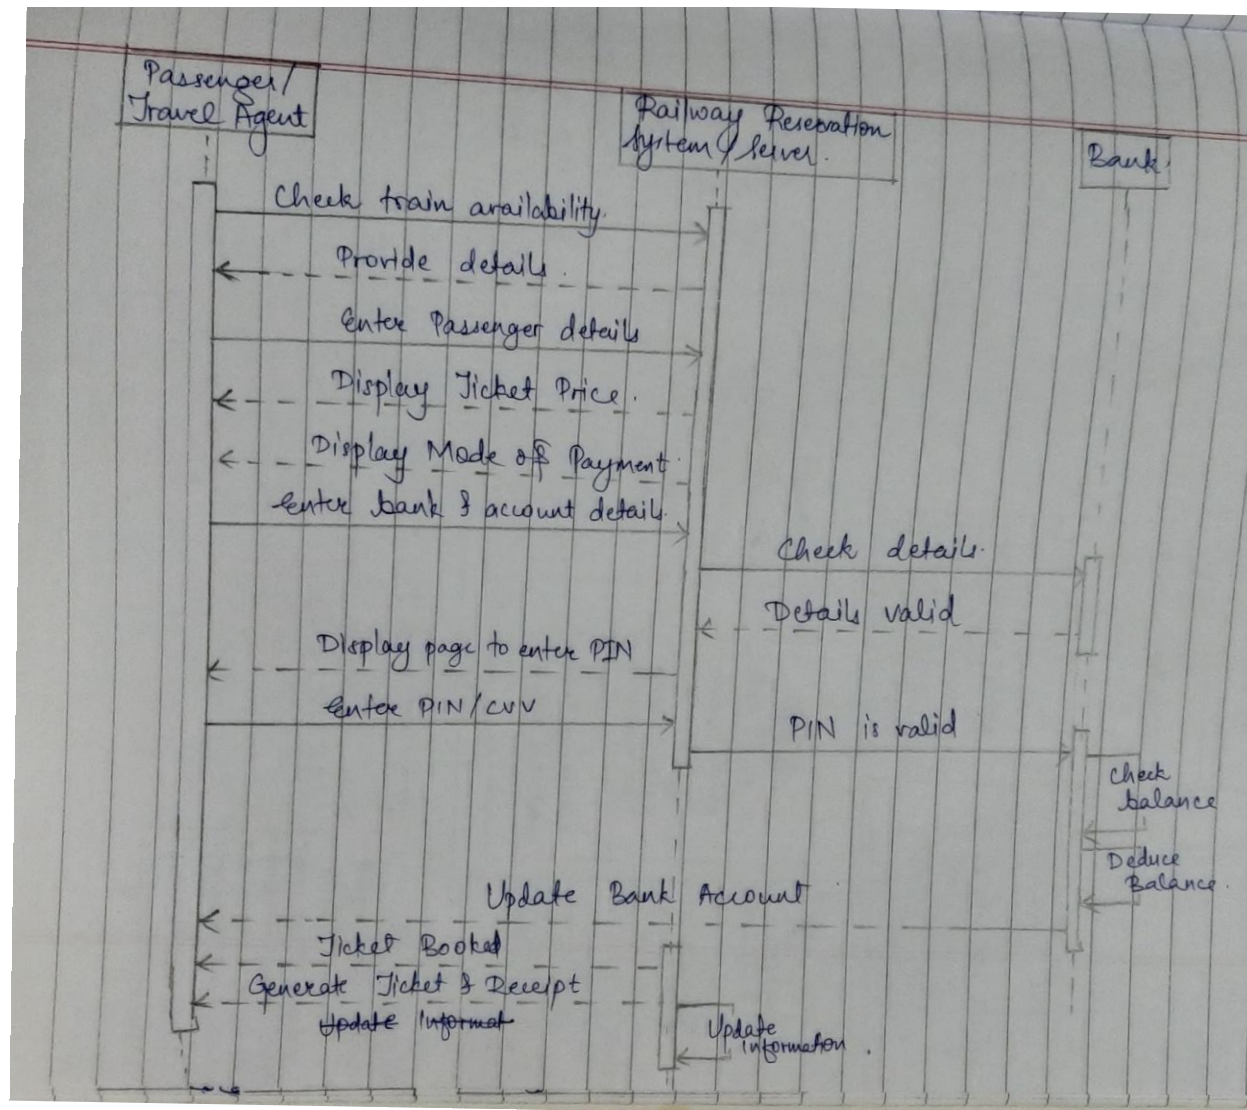 Passenger/
Travel Agent
Railway Reservation
System / Server.
Bank.
Check train availability.
Provide details.
Enter Passenger details
Display Ticket Price.
Display Mode of Payment.
Enter bank & account details.
Check details.
Details valid
Display page to enter PIN
Enter PIN/CVV
PIN is valid
Check
balance
Deduce
Balance.
Update Bank Account
Ticket Booked
Generate Ticket & Receipt
Update Informat
Update
information.